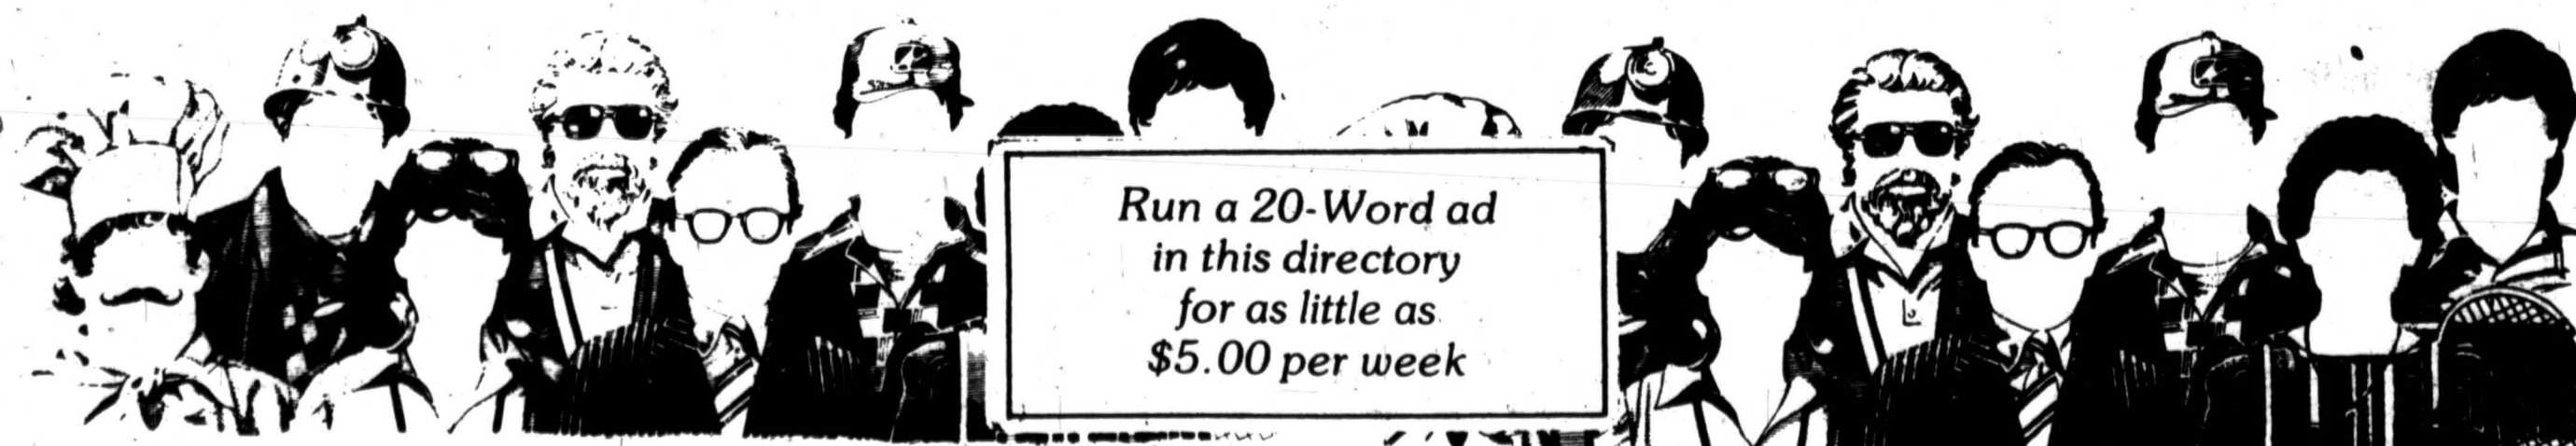 Run a 20-Word ad
in this directory
for as little as
$5.00 per week